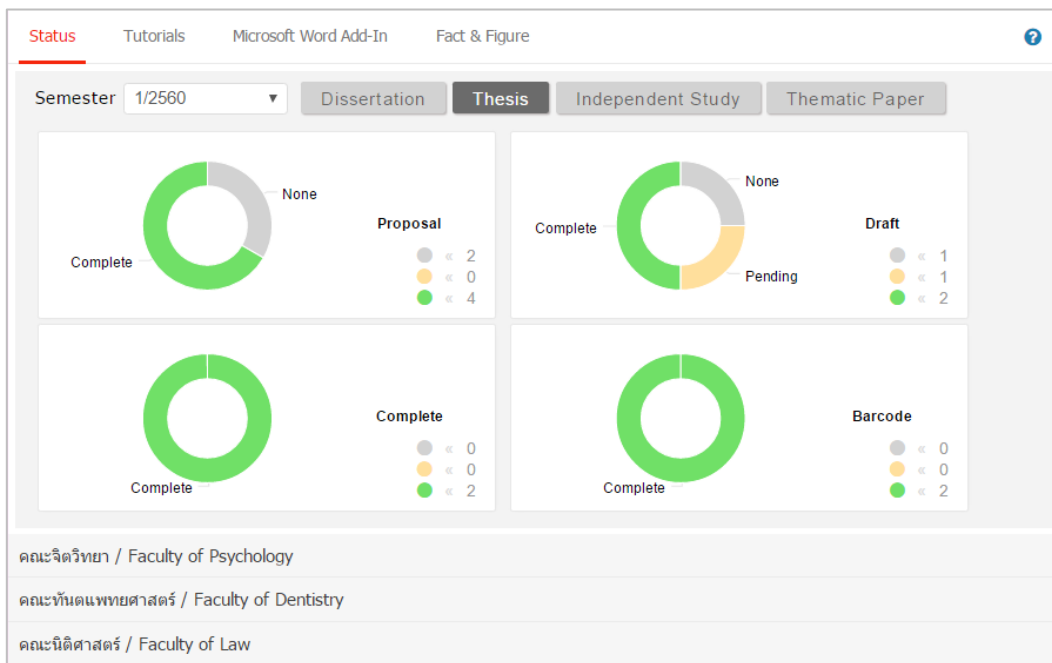 Status Tutorials Microsoft Word Add-In Fact & Figure ?
Semester 1/2560 ▼ Dissertation Thesis Independent Study Thematic Paper
None
Complete
Proposal
« 2
« 0
« 4
None
Complete
Pending
Draft
« 1
« 1
« 2
Complete
Complete
« 0
« 0
« 2
Complete
Barcode
« 0
« 0
« 2
คณะจิตวิทยา / Faculty of Psychology
คณะทันตแพทยศาสตร์ / Faculty of Dentistry
คณะนิติศาสตร์ / Faculty of Law